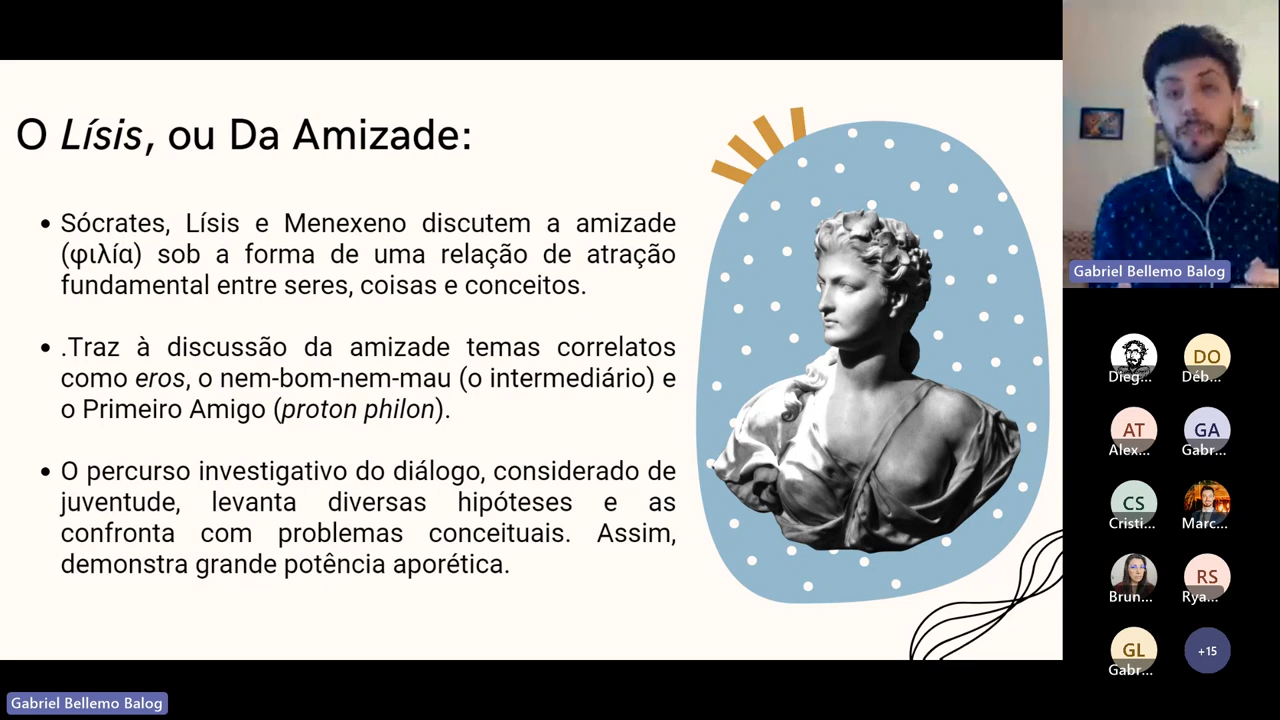 O Lísis, ou Da Amizade:
• Sócrates, Lísis e Menexeno discutem a amizade
(φιλία) sob a forma de uma relação de atração
fundamental entre seres, coisas e conceitos.
• .Traz à discussão da amizade temas correlatos
como eros, o nem-bom-nem-mau (o intermediário) e
o Primeiro Amigo (proton philon).
• O percurso investigativo do diálogo, considerado de
juventude, levanta diversas hipóteses e as
confronta com problemas conceituais. Assim,
demonstra grande potência aporética.
Gabriel Bellemo Balog
Dieg...
DO
Déb...
AT
Alex...
GA
Gabr...
CS
Cristi...
Marc...
Brun...
RS
Rya...
GL
Gabr...
+15
Gabriel Bellemo Balog